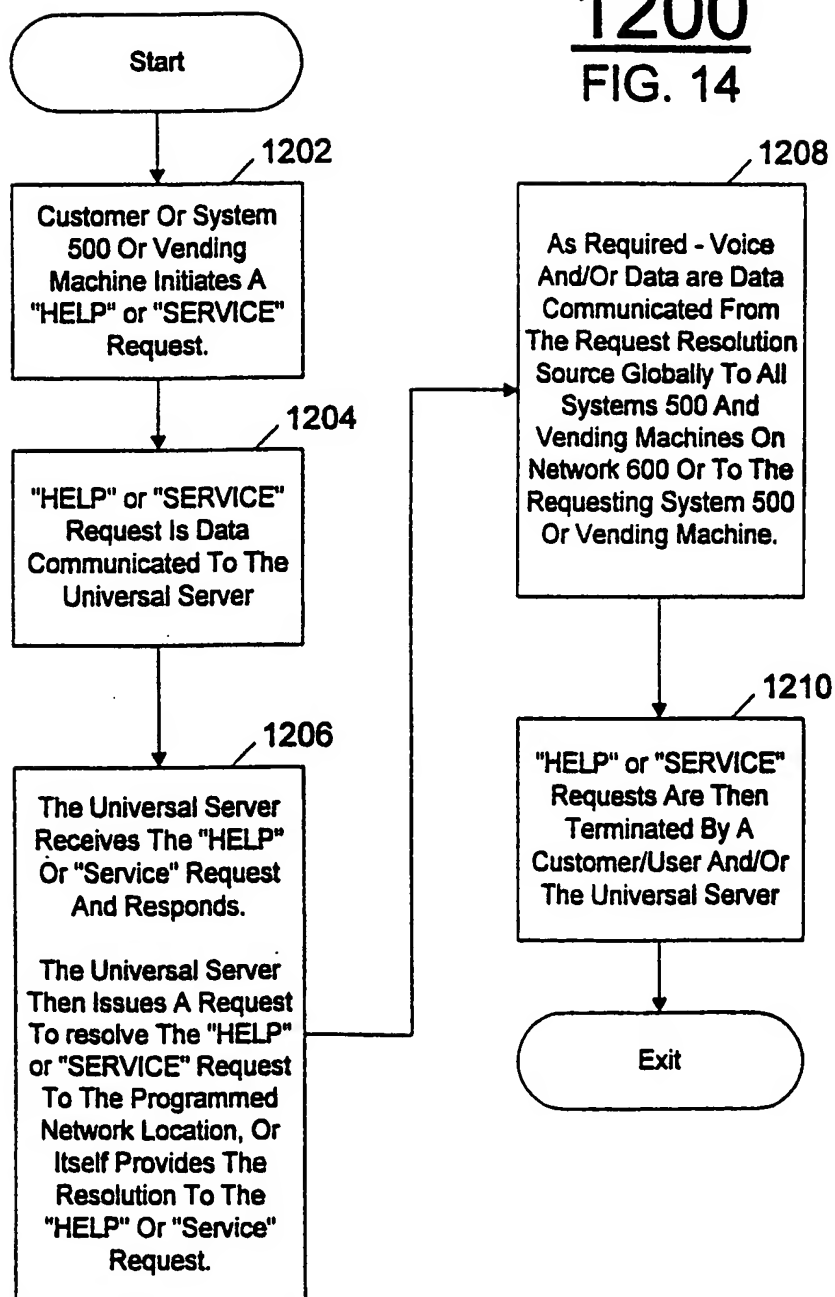 1200
FIG. 14
Start
1202
Customer Or System
500 Or Vending
Machine Initiates A
"HELP" or "SERVICE"
Request.
1204
"HELP" or "SERVICE"
Request Is Data
Communicated To The
Universal Server
1206
The Universal Server
Receives The "HELP"
Or "Service" Request
And Responds.
The Universal Server
Then Issues A Request
To resolve The "HELP"
or "SERVICE" Request
To The Programmed
Network Location, Or
Itself Provides The
Resolution To The
"HELP" Or "Service"
Request.
1208
As Required - Voice
And/Or Data are Data
Communicated From
The Request Resolution
Source Globally To All
Systems 500 And
Vending Machines On
Network 600 Or To The
Requesting System 500
Or Vending Machine.
1210
"HELP" or "SERVICE"
Requests Are Then
Terminated By A
Customer/User And/Or
The Universal Server
Exit